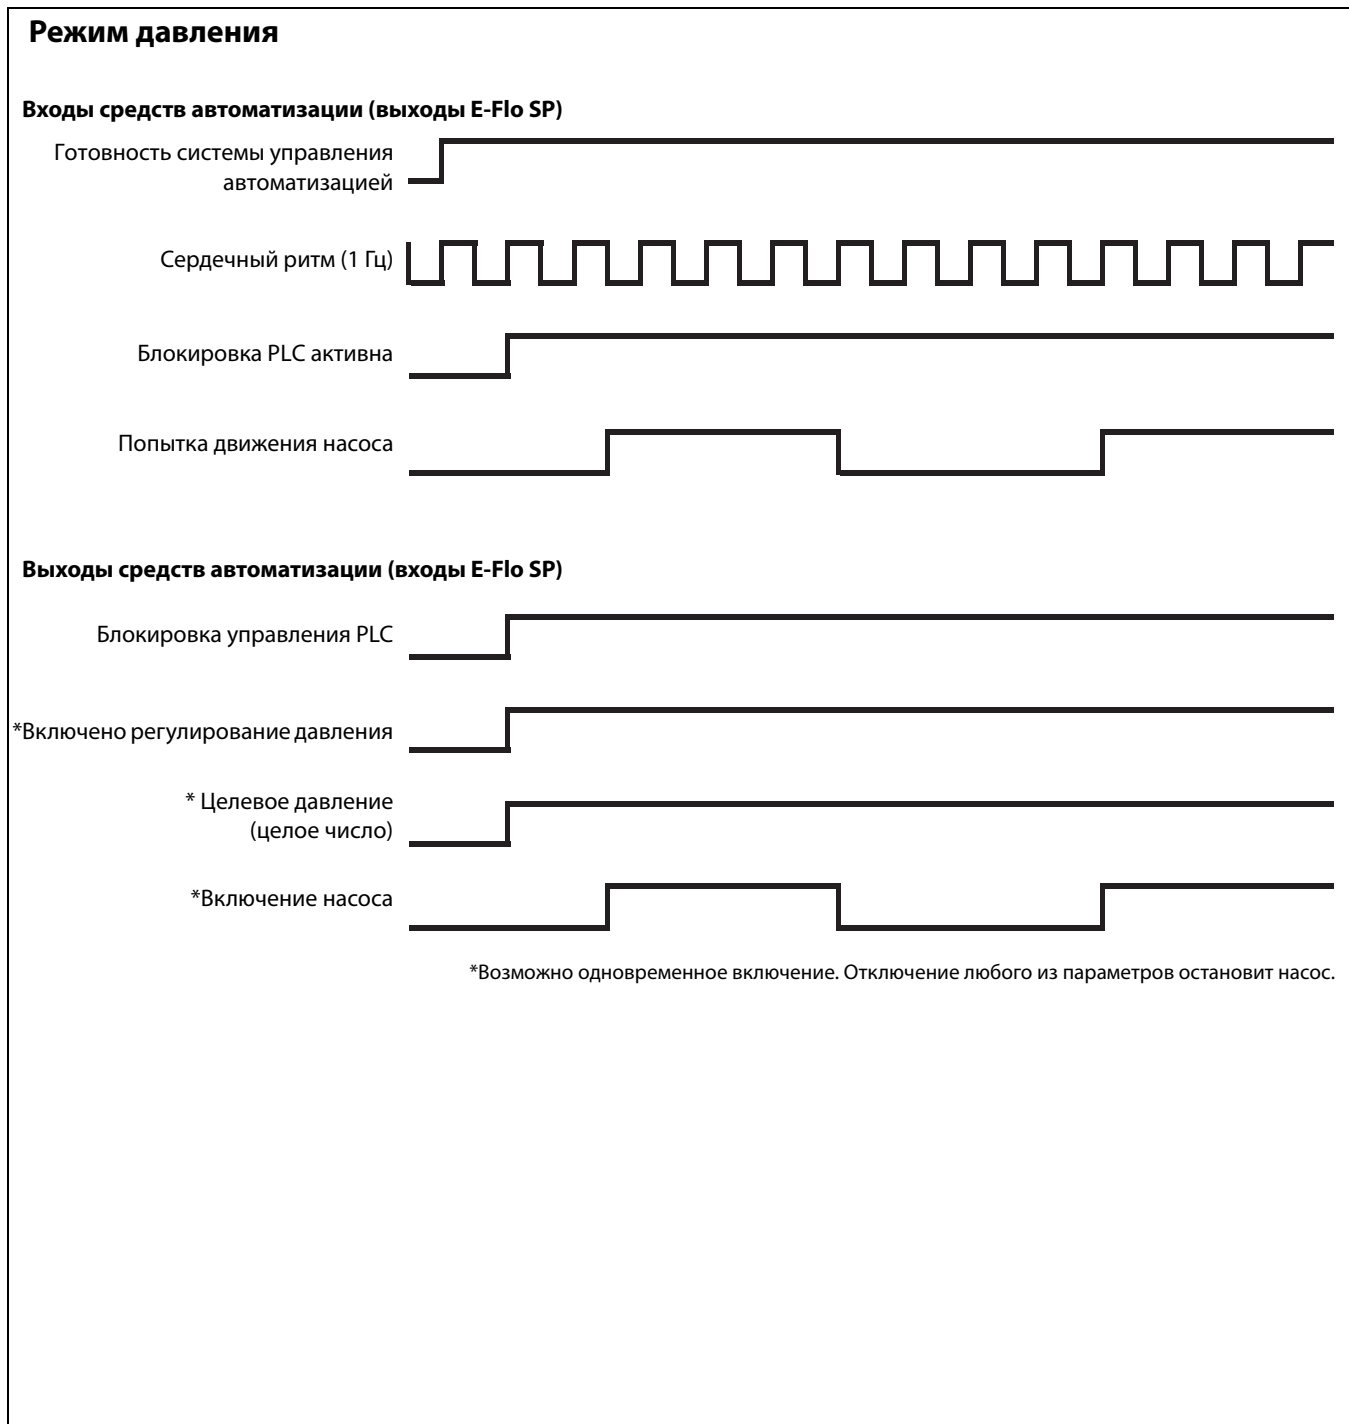 Режим давления
Входы средств автоматизации (выходы E-Flo SP)
Готовность системы управления
автоматизацией
Сердечный ритм (1 Гц)
Блокировка PLC активна
Попытка движения насоса
Выходы средств автоматизации (входы E-Flo SP)
Блокировка управления PLC
*Включено регулирование давления
* Целевое давление
(целое число)
*Включение насоса
*Возможно одновременное включение. Отключение любого из параметров остановит насос.